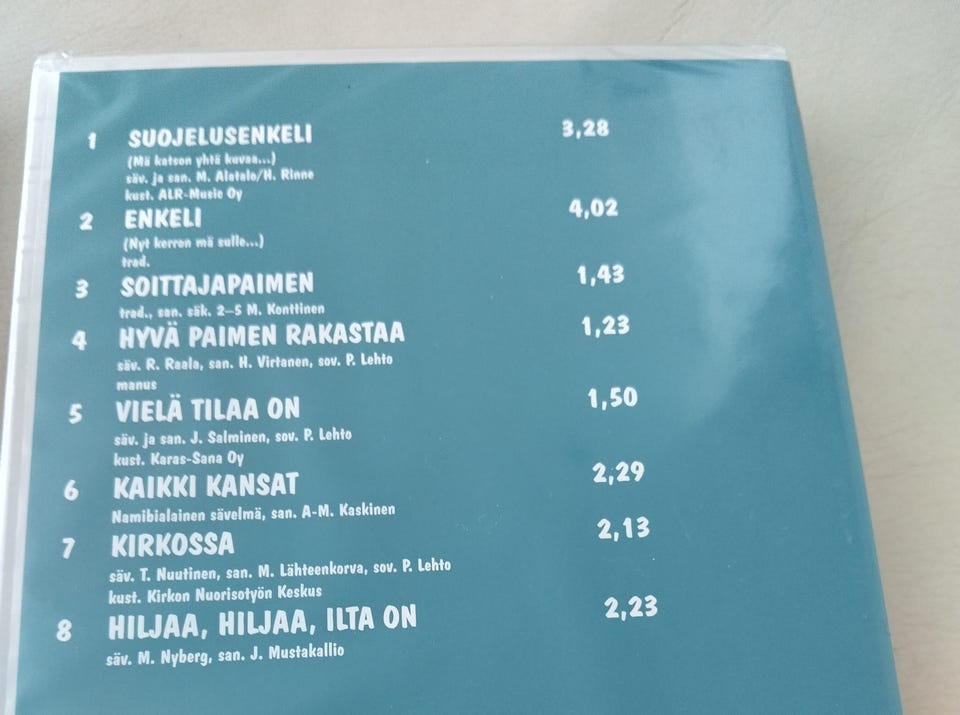 1 SUOJELUSENKELI 3,28
(Mä katson yhtä kuvaa...)
säv. ja san. M. Alatalo/H. Rinne
kust. ALR-Music Oy
2 ENKELI 4,02
(Nyt kerron mä sulle...)
trad.
3 SOITTAJAPAIMEN 1,43
trad., san. säk. 2–5 M. Konttinen
4 HYVÄ PAIMEN RAKASTAA 1,23
säv. R. Raala, san. H. Virtanen, sov. P. Lehto
manus
5 VIELÄ TILAA ON 1,50
säv. ja san. J. Salminen, sov. P. Lehto
kust. Karas-Sana Oy
6 KAIKKI KANSAT 2,29
Namibialainen sävelmä, san. A-M. Kaskinen
7 KIRKOSSA 2,13
säv. T. Nuutinen, san. M. Lähteenkorva, sov. P. Lehto
kust. Kirkon Nuorisotyön Keskus
8 HILJAA, HILJAA, ILTA ON 2,23
säv. M. Nyberg, san. J. Mustakallio